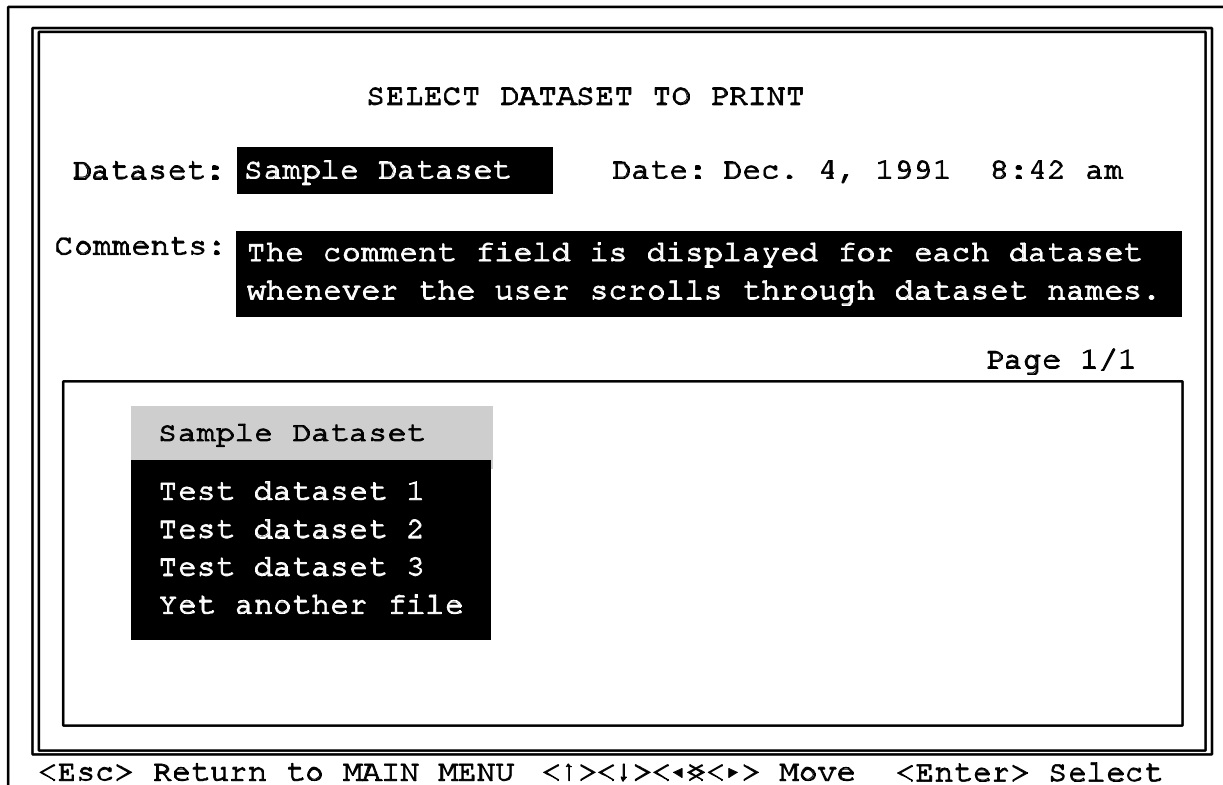 SELECT DATASET TO PRINT
Dataset: Sample Dataset Date: Dec. 4, 1991 8:42 am
Comments: The comment field is displayed for each dataset
whenever the user scrolls through dataset names.
Page 1/1
Sample Dataset
Test dataset 1
Test dataset 2
Test dataset 3
Yet another file
<Esc> Return to MAIN MENU <↑><↓><◂><▸> Move <Enter> Select